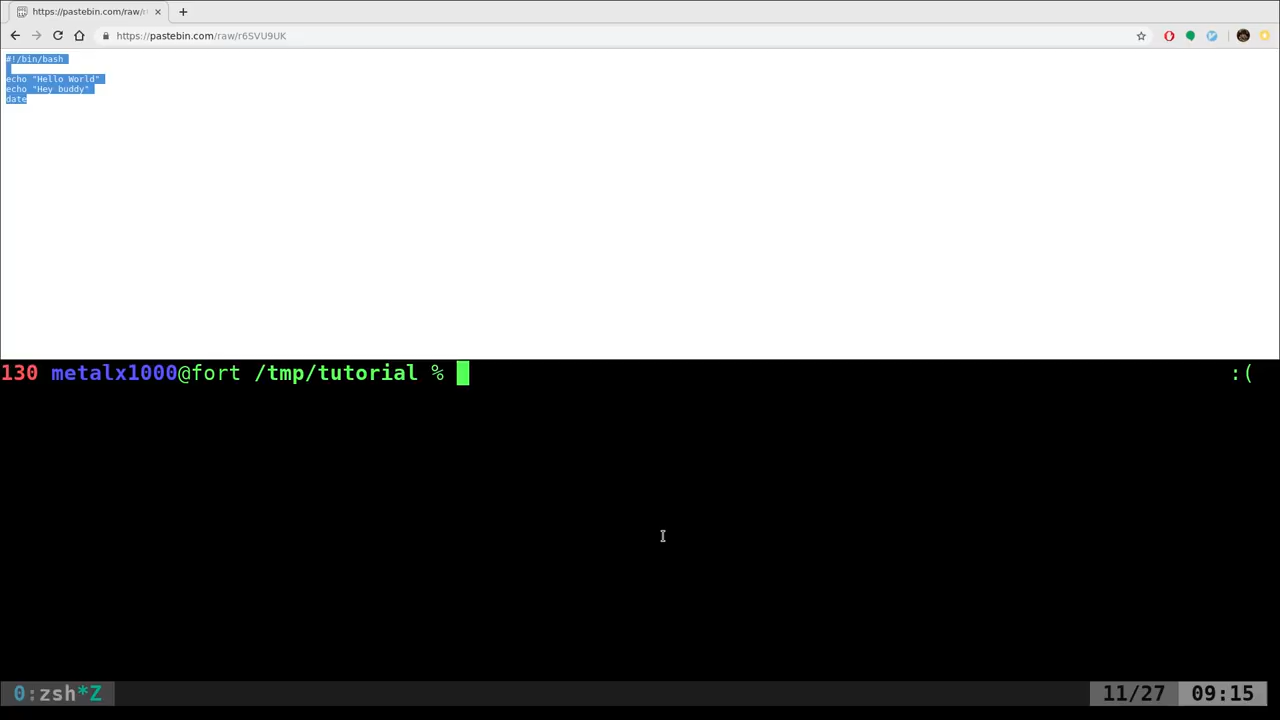 https://pastebin.com/raw/r
https://pastebin.com/raw/r6SVU9UK
#!/bin/bash
echo "Hello World"
echo "Hey buddy"
date
130 metalx1000@fort /tmp/tutorial % :(
0:zsh*Z 11/27 09:15